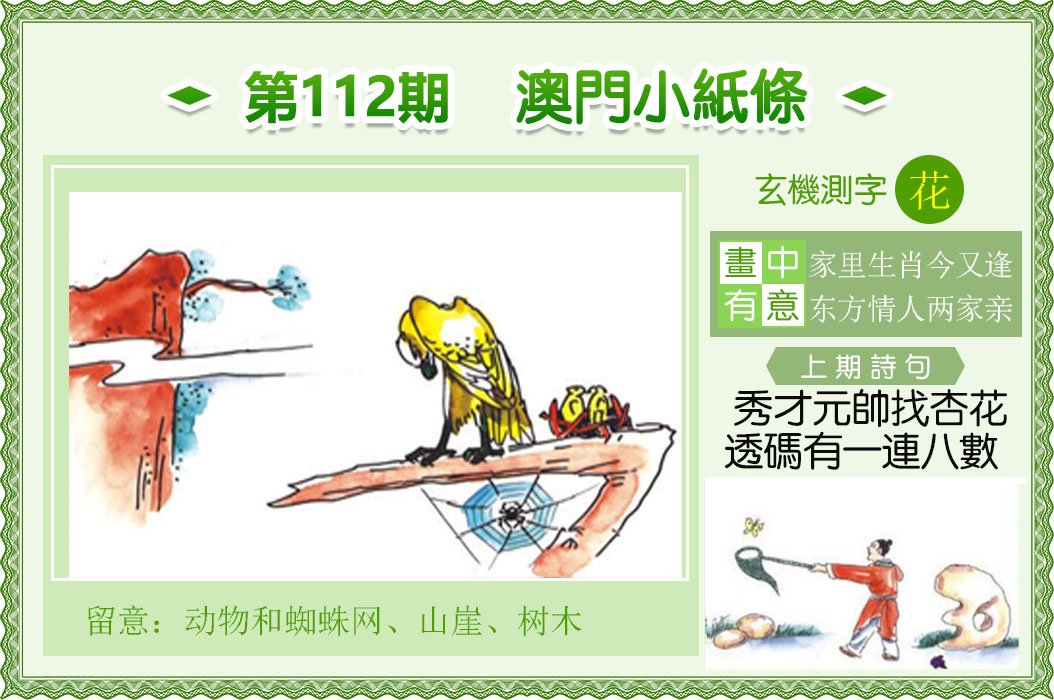 第112期 澳門小紙條
玄機測字 花
畫中有意
家里生肖今又逢
东方情人两家亲
上期詩句
秀才元帥找杏花
透碼有一連八數
留意：动物和蜘蛛网、山崖、树木